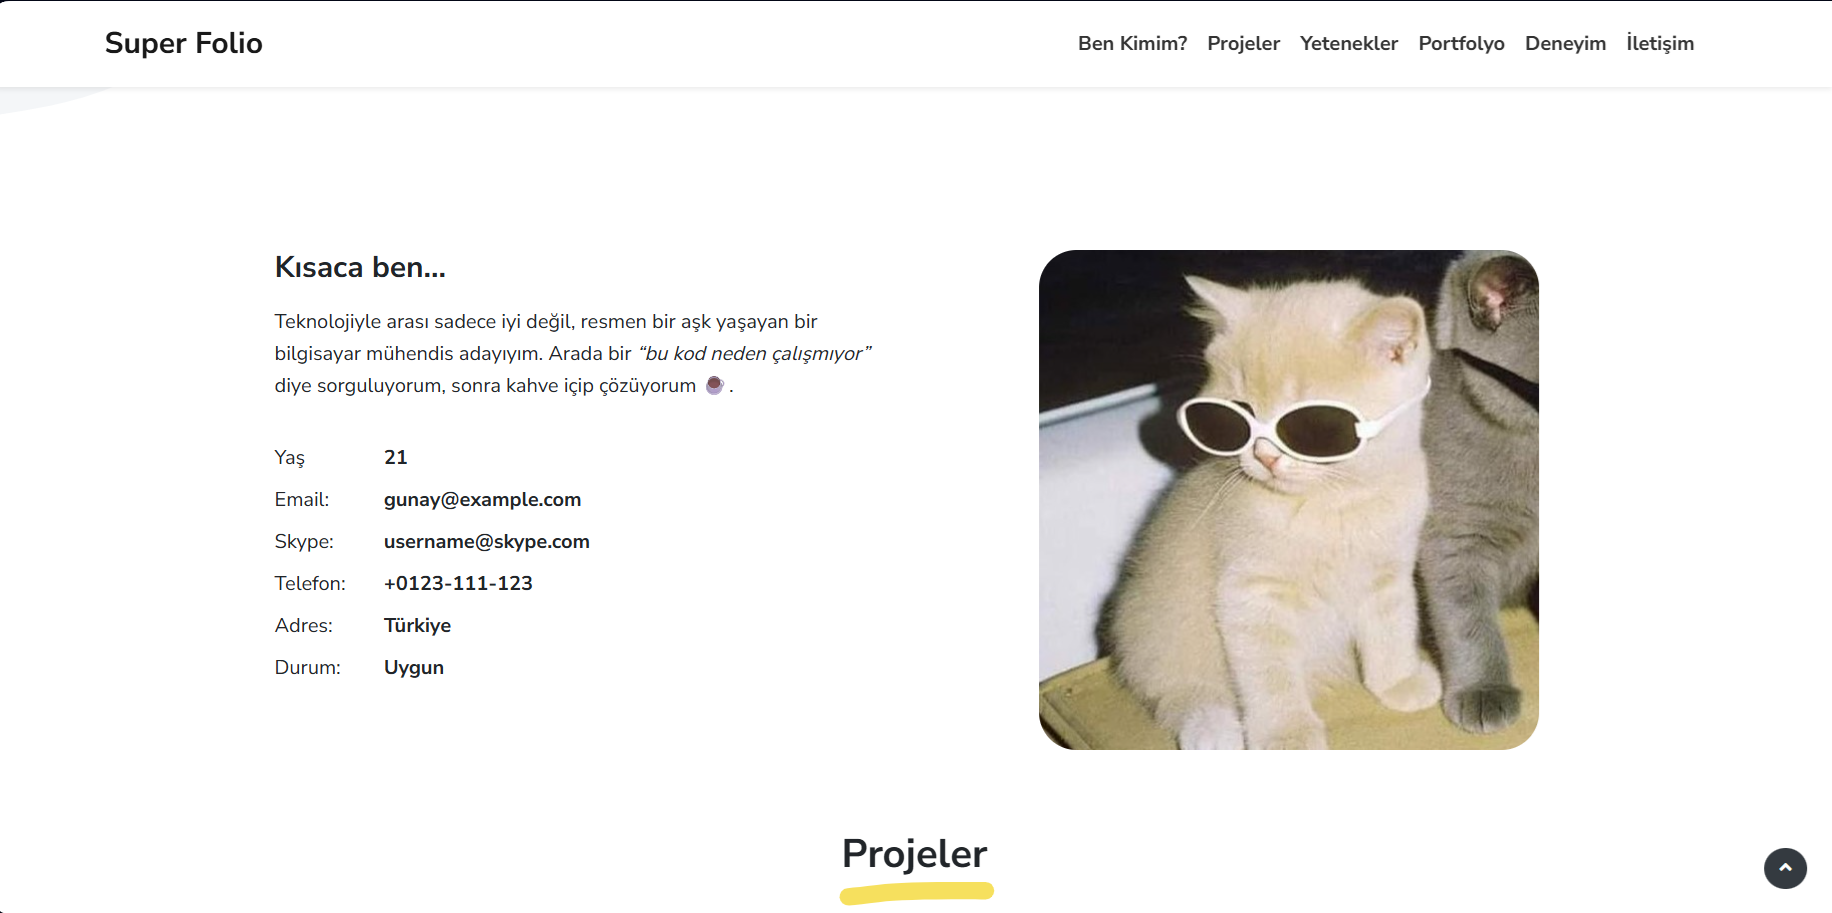 Super Folio
Ben Kimim? Projeler Yetenekler Portfolyo Deneyim İletişim
Kısaca ben...
Teknolojiyle arası sadece iyi değil, resmen bir aşk yaşayan bir
bilgisayar mühendis adayıyım. Arada bir “bu kod neden çalışmıyor”
diye sorguluyorum, sonra kahve içip çözüyorum ☕ .
Yaş 21
Email: gunay@example.com
Skype: username@skype.com
Telefon: +0123-111-123
Adres: Türkiye
Durum: Uygun
Projeler